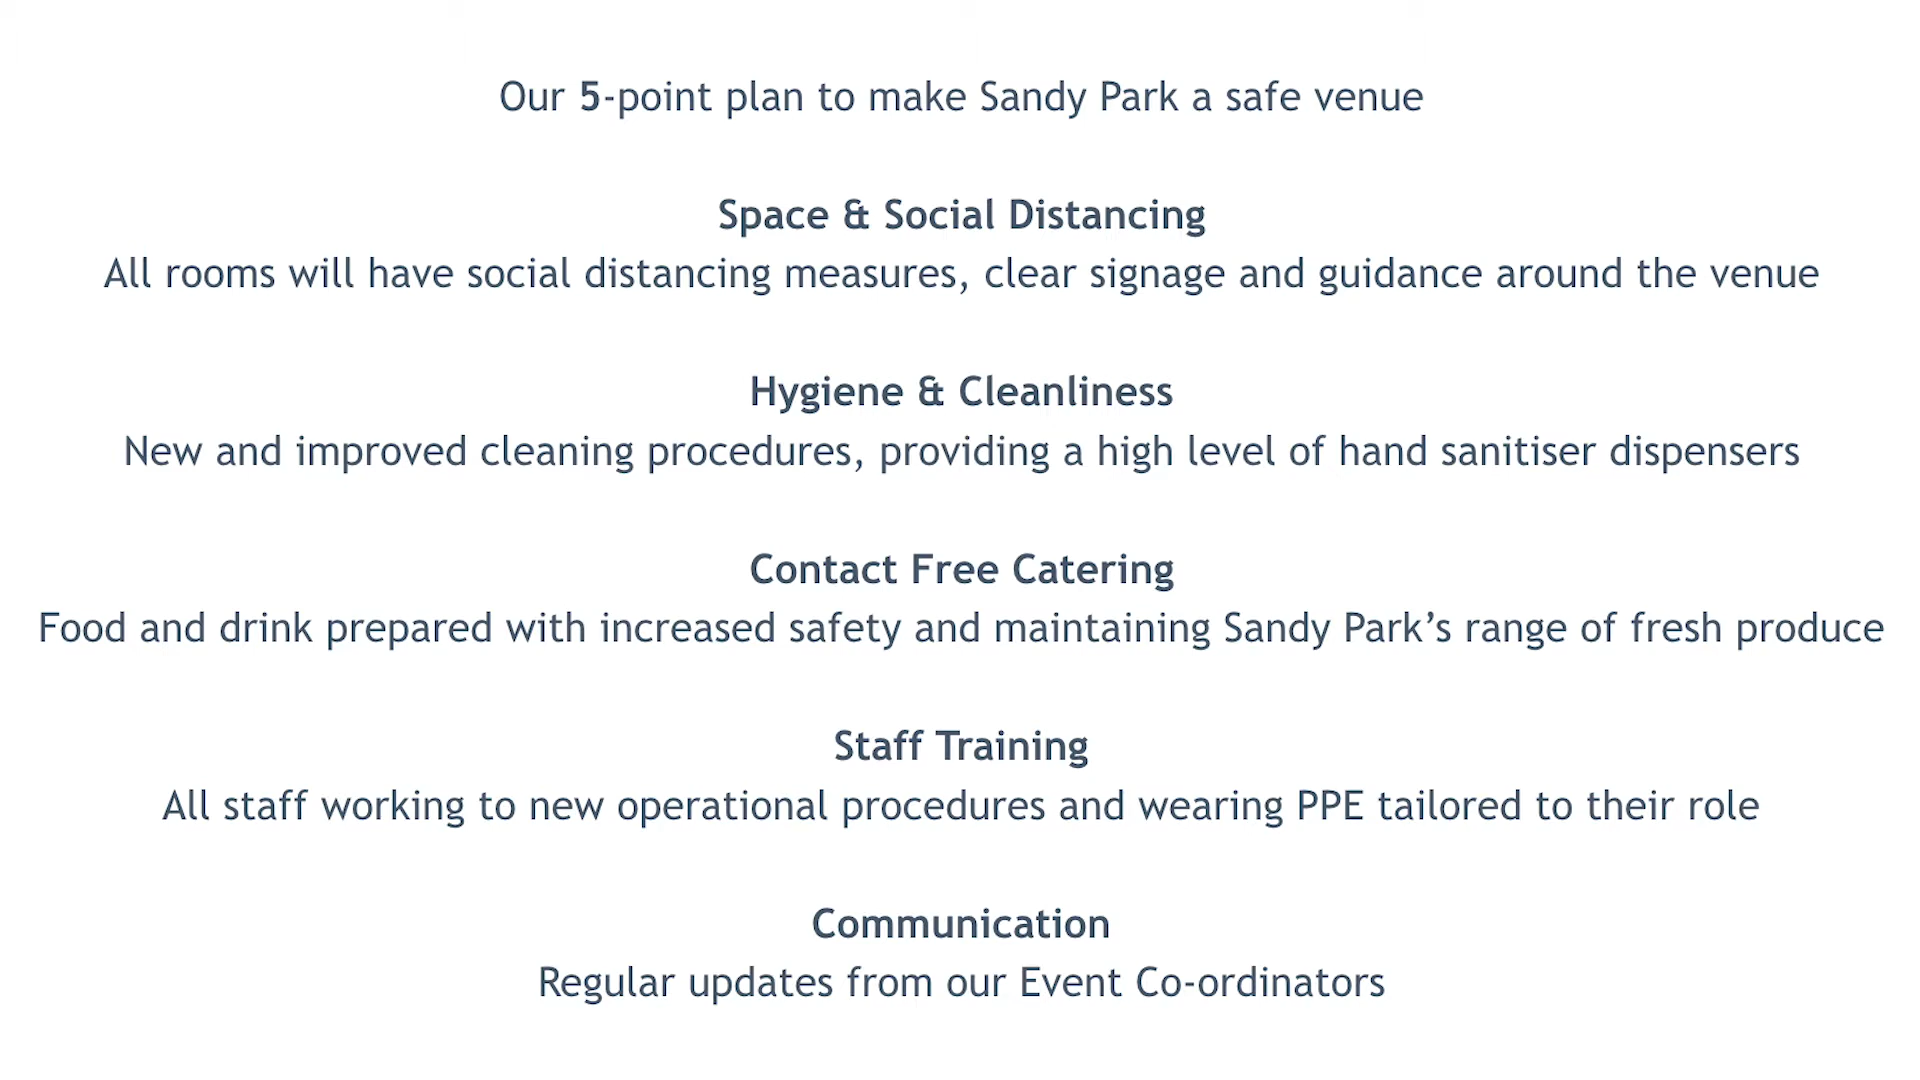 Our 5-point plan to make Sandy Park a safe venue
Space & Social Distancing
All rooms will have social distancing measures, clear signage and guidance around the venue
Hygiene & Cleanliness
New and improved cleaning procedures, providing a high level of hand sanitiser dispensers
Contact Free Catering
Food and drink prepared with increased safety and maintaining Sandy Park’s range of fresh produce
Staff Training
All staff working to new operational procedures and wearing PPE tailored to their role
Communication
Regular updates from our Event Co-ordinators